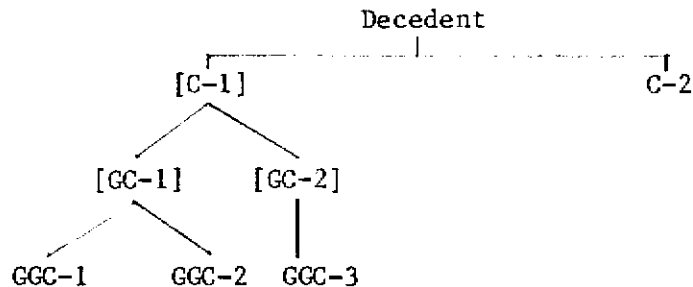 Decedent
[C-1] C-2
[GC-1] [GC-2]
GGC-1 GGC-2 GGC-3